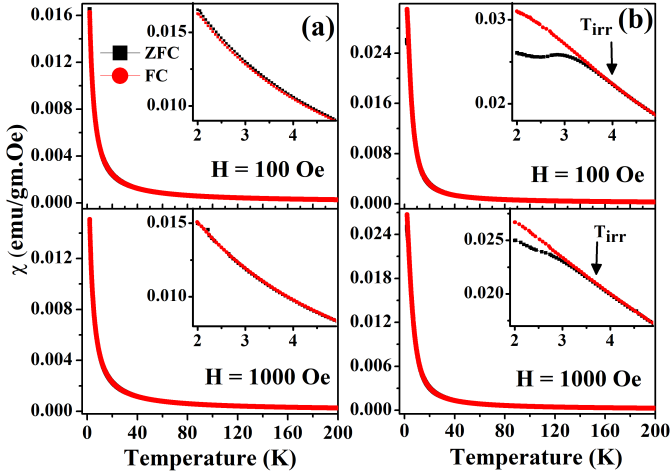 0.016
0.012
0.008
0.004
0.000
ZFC
FC
(a)
0.015
0.010
2 3 4
H = 100 Oe
0.024
0.016
0.008
0.000
(b)
0.030
0.025
T_irr
2 3 4
H = 100 Oe
χ (emu/gm.Oe)
0.012
0.008
0.004
0.000
0.015
0.010
2 3 4
H = 1000 Oe
0 40 80 120 160 200
Temperature (K)
0.024
0.018
0.012
0.006
0.000
0.025
0.020
T_irr
2 3 4
H = 1000 Oe
0 40 80 120 160 200
Temperature (K)